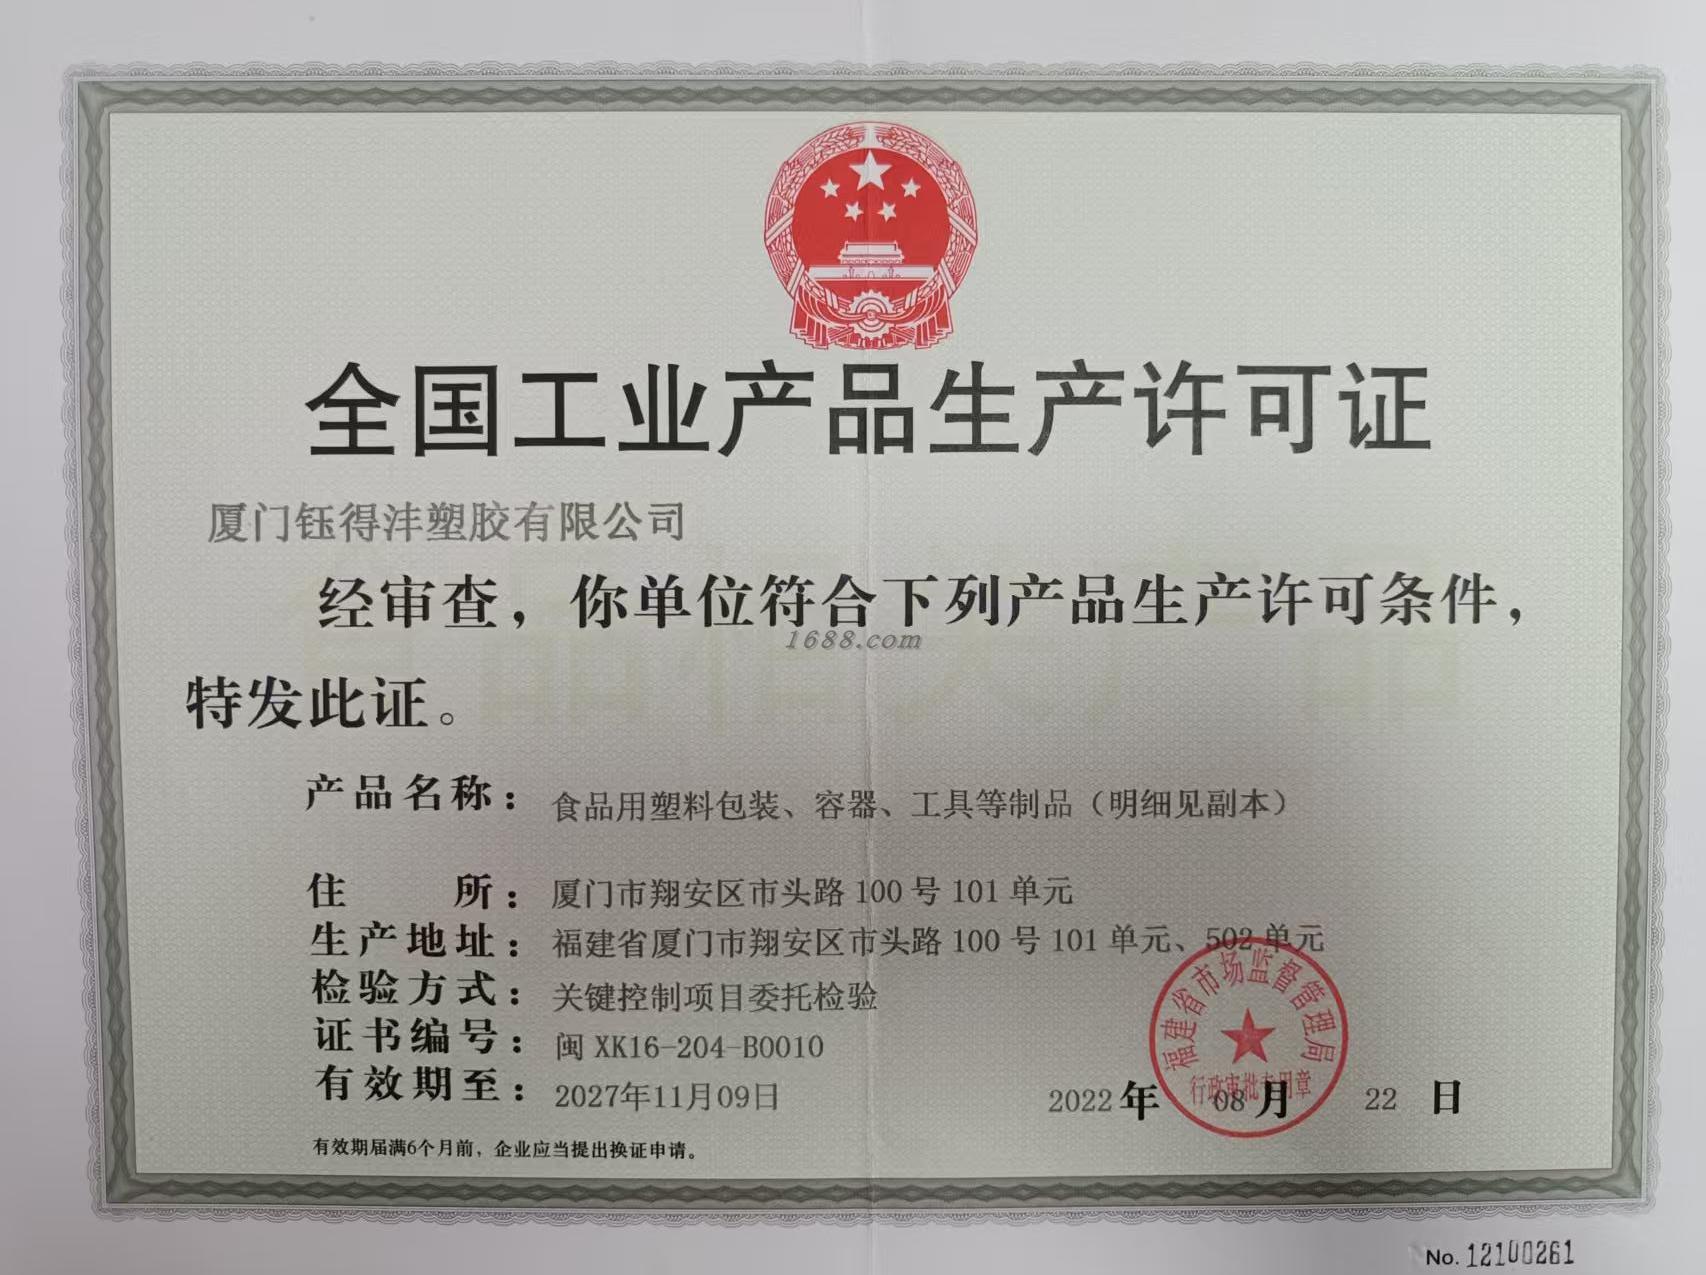 全国工业产品生产许可证
厦门钰得沣塑胶有限公司
经审查，你单位符合下列产品生产许可条件，
1688.com
特发此证。
产品名称：食品用塑料包装、容器、工具等制品（明细见副本）
住所：厦门市翔安区市头路100号101单元
生产地址：福建省厦门市翔安区市头路100号101单元、502单元
检验方式：关键控制项目委托检验
证书编号：闽XK16-204-B0010
有效期至：2027年11月09日
福建省市场监督管理局
行政审批专用章
2022年08月22日
有效期届满6个月前，企业应当提出换证申请。
No. 12100261